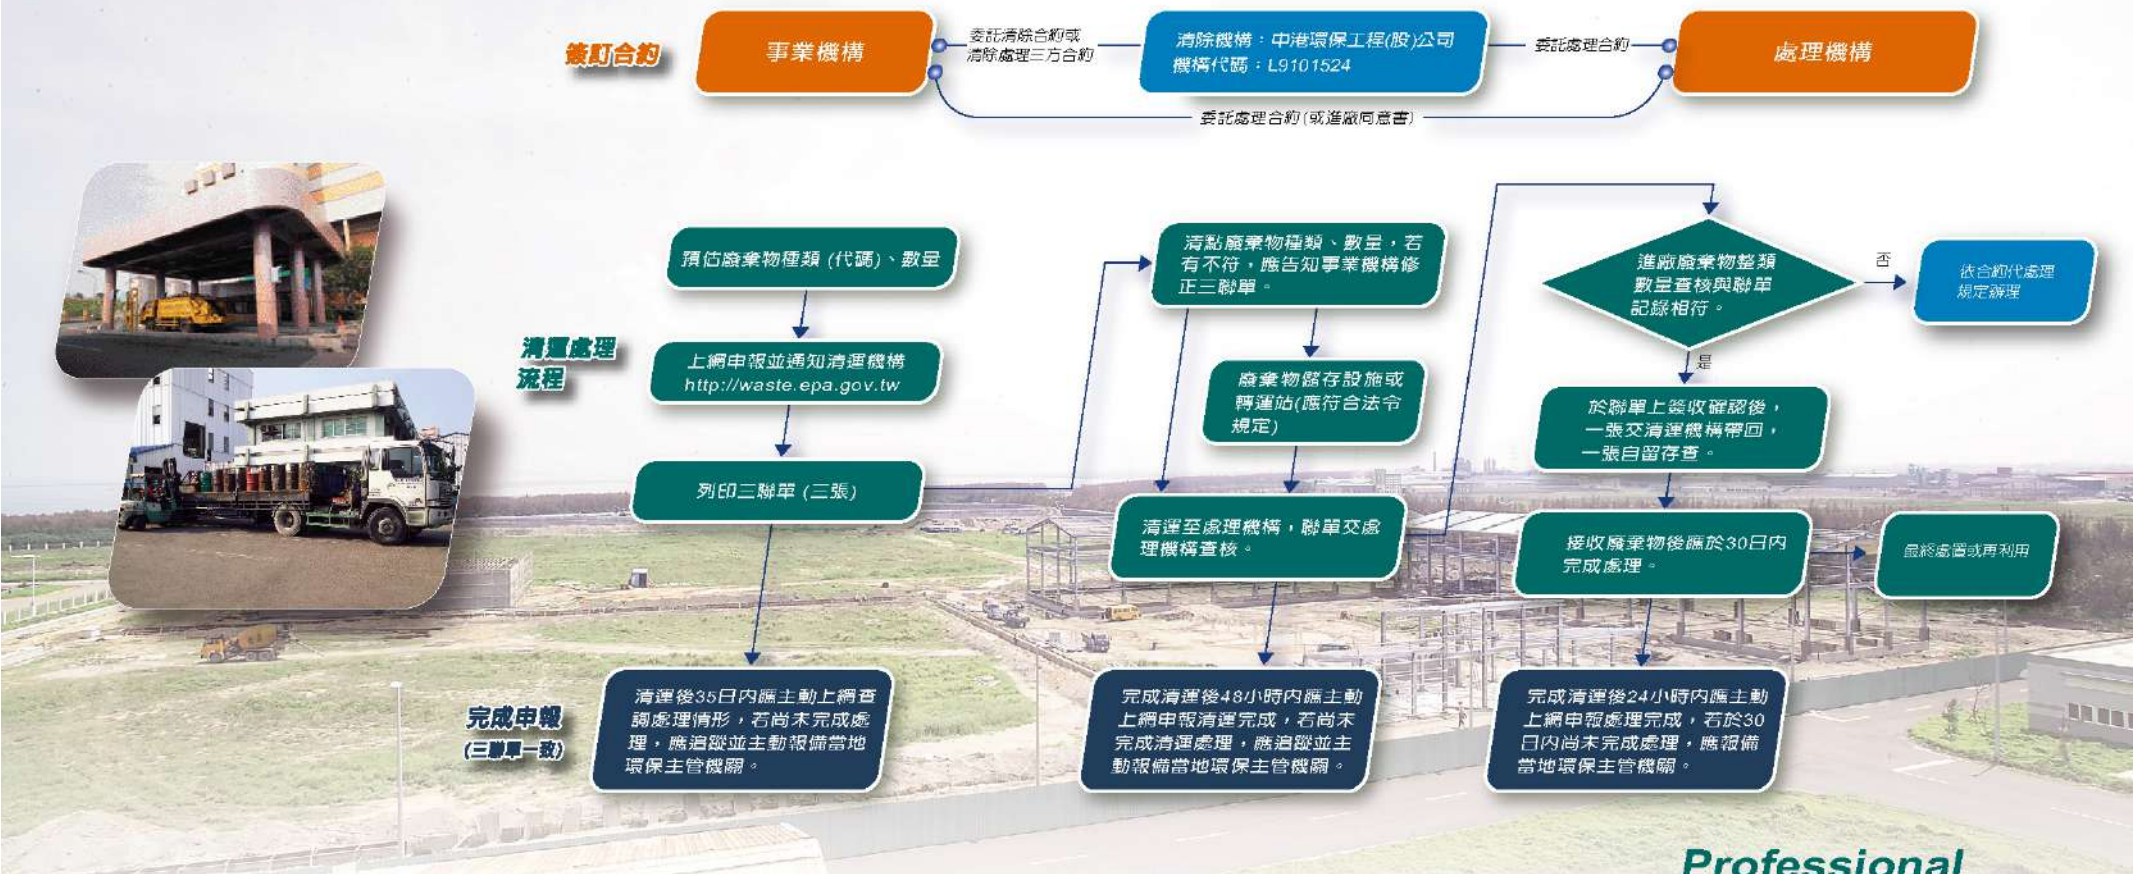 簽訂合約
事業機構
委託清除合約或
清除處理三方合約
清除機構：中港環保工程(股)公司
機構代碼：L9101524
委託處理合約
處理機構
委託處理合約(或進廠同意書)
清運處理
流程
預估廢棄物種類 (代碼)、數量
上網申報並通知清運機構
http://waste.epa.gov.tw
列印三聯單 (三張)
清點廢棄物種類、數量，若
有不符，應告知事業機構修
正三聯單。
廢棄物儲存設施或
轉運站(應符合法令
規定)
清運至處理機構，聯單交處
理機構查核。
進廠廢棄物整類
數量查核與聯單
記錄相符。
否
依合約代處理
規定辦理
是
於聯單上簽收確認後，
一張交清運機構帶回，
一張自留存查。
接收廢棄物後應於30日內
完成處理。
最終處置或再利用
完成申報
(三聯單一致)
清運後35日內應主動上網查
詢處理情形，若尚未完成處
理，應追蹤並主動報備當地
環保主管機關。
完成清運後48小時內應主動
上網申報清運完成，若尚未
完成清運處理，應追蹤並主
動報備當地環保主管機關。
完成清運後24小時內應主動
上網申報處理完成，若於30
日內尚未完成處理，應報備
當地環保主管機關。
Professional